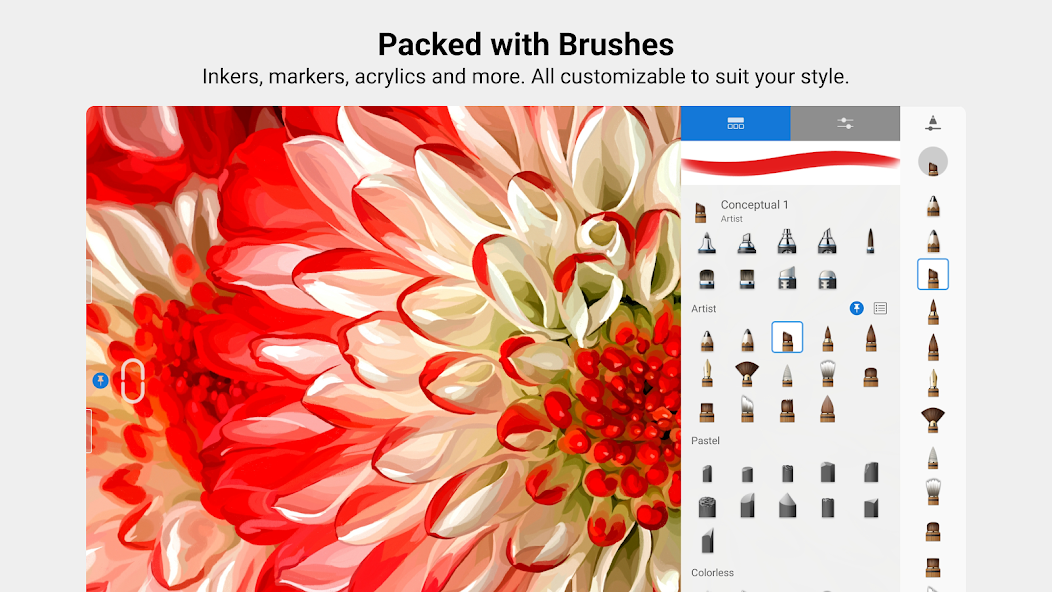 Packed with Brushes
Inkers, markers, acrylics and more. All customizable to suit your style.
Conceptual 1
Artist
Artist
Pastel
Colorless